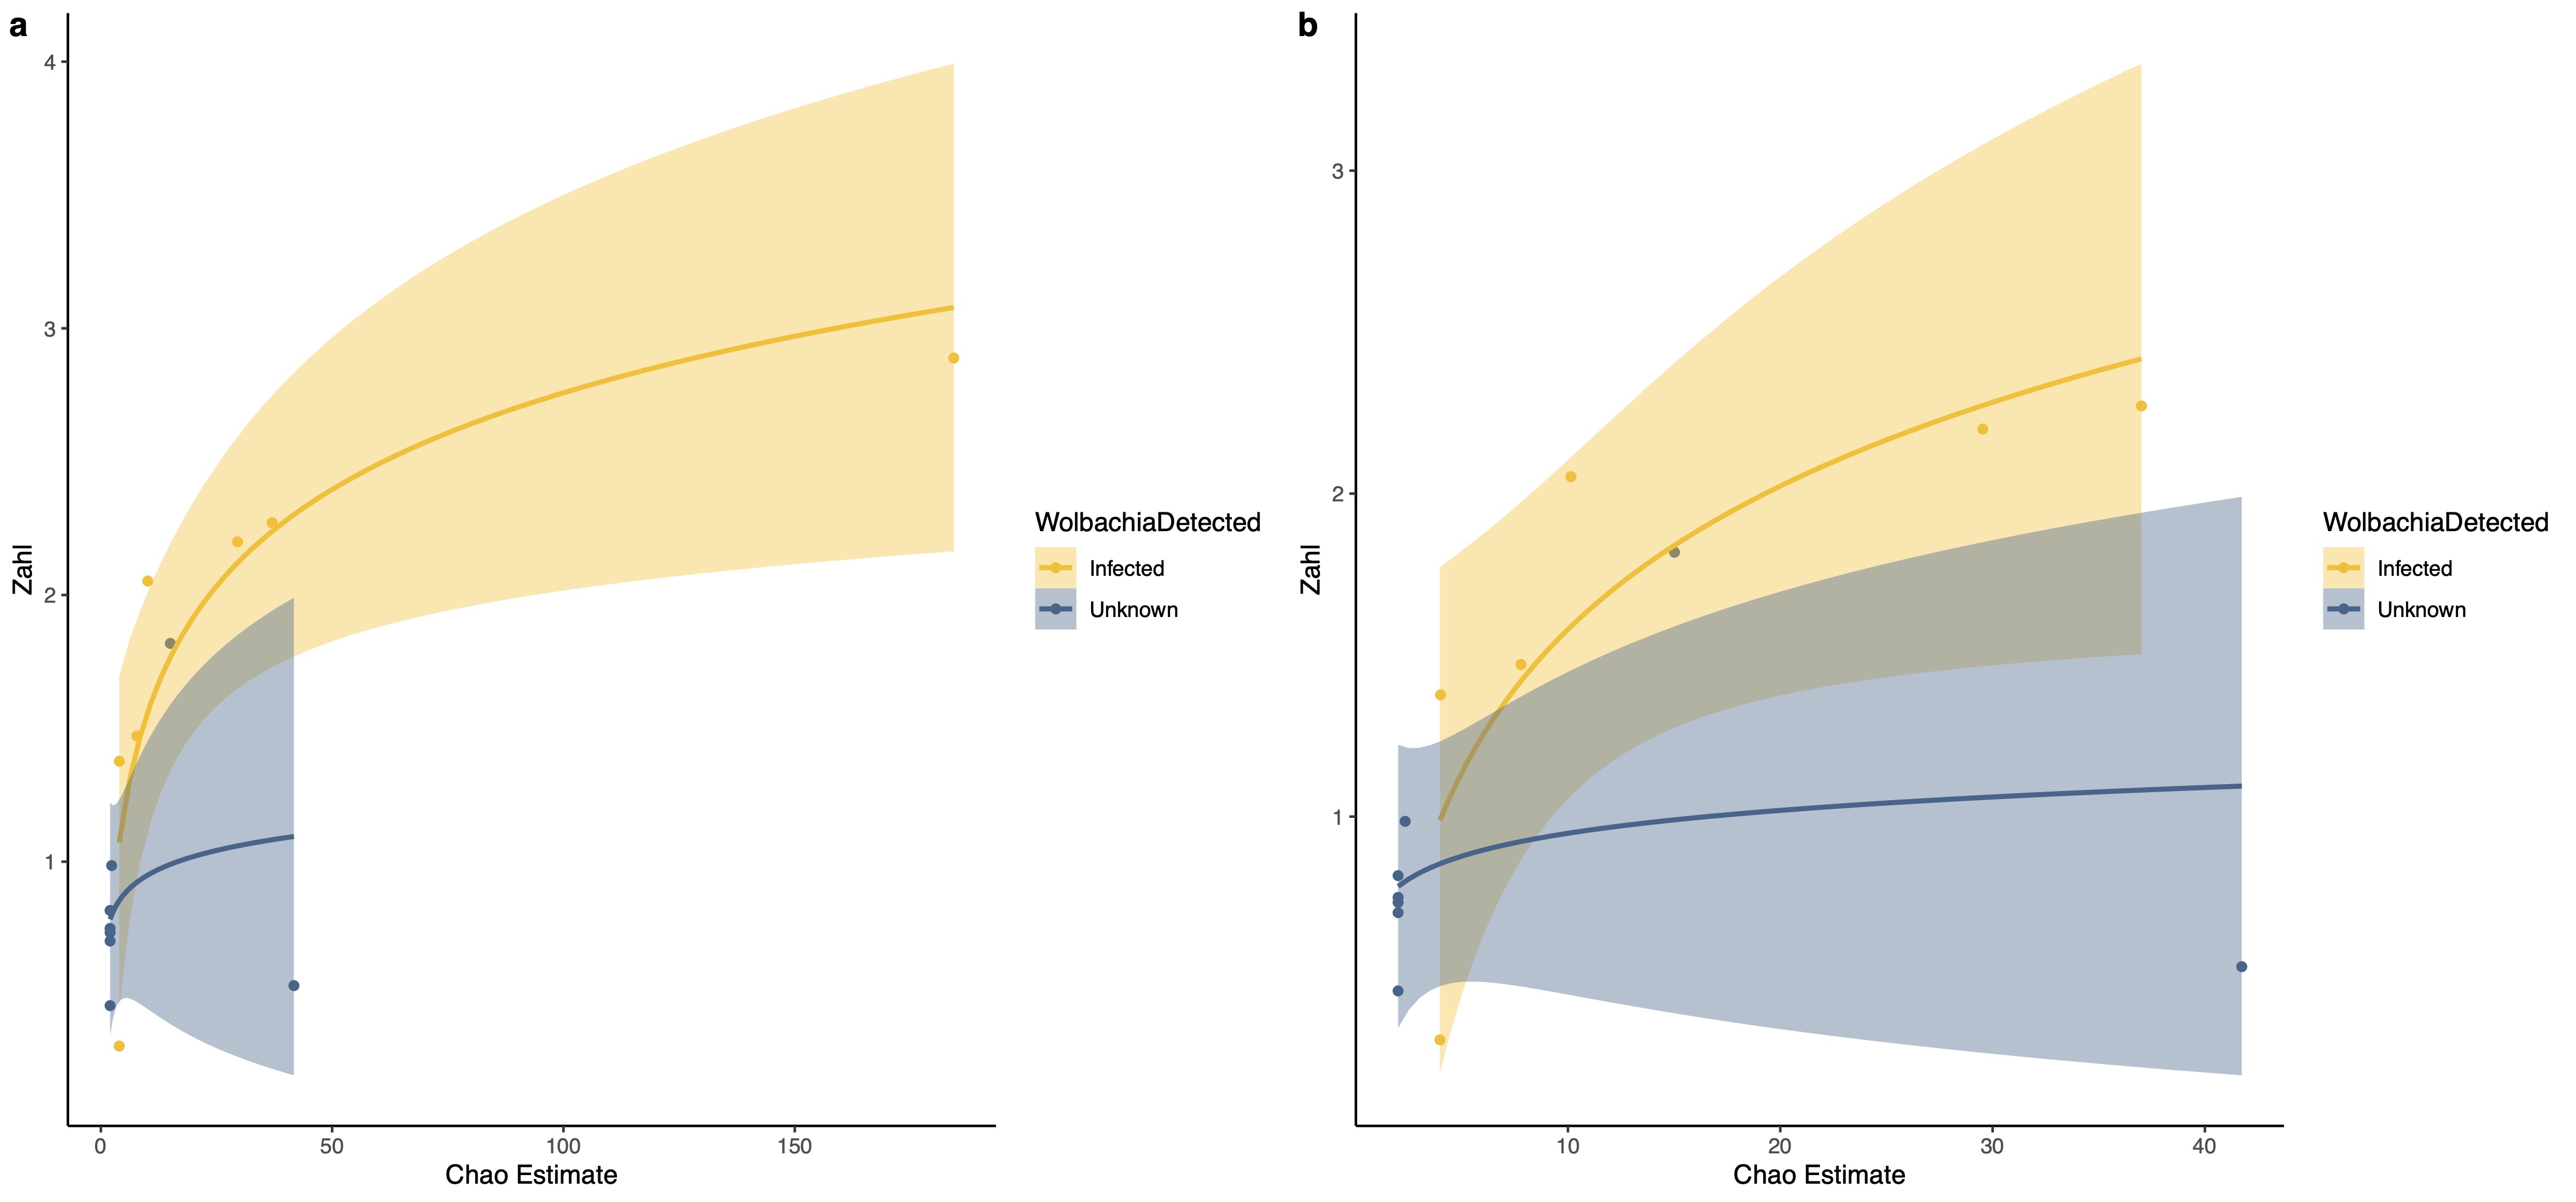 a
4
3
2
1
Zahl
0
50
100
150
Chao Estimate
WolbachiaDetected
Infected
Unknown
b
3
2
1
Zahl
10
20
30
40
Chao Estimate
WolbachiaDetected
Infected
Unknown